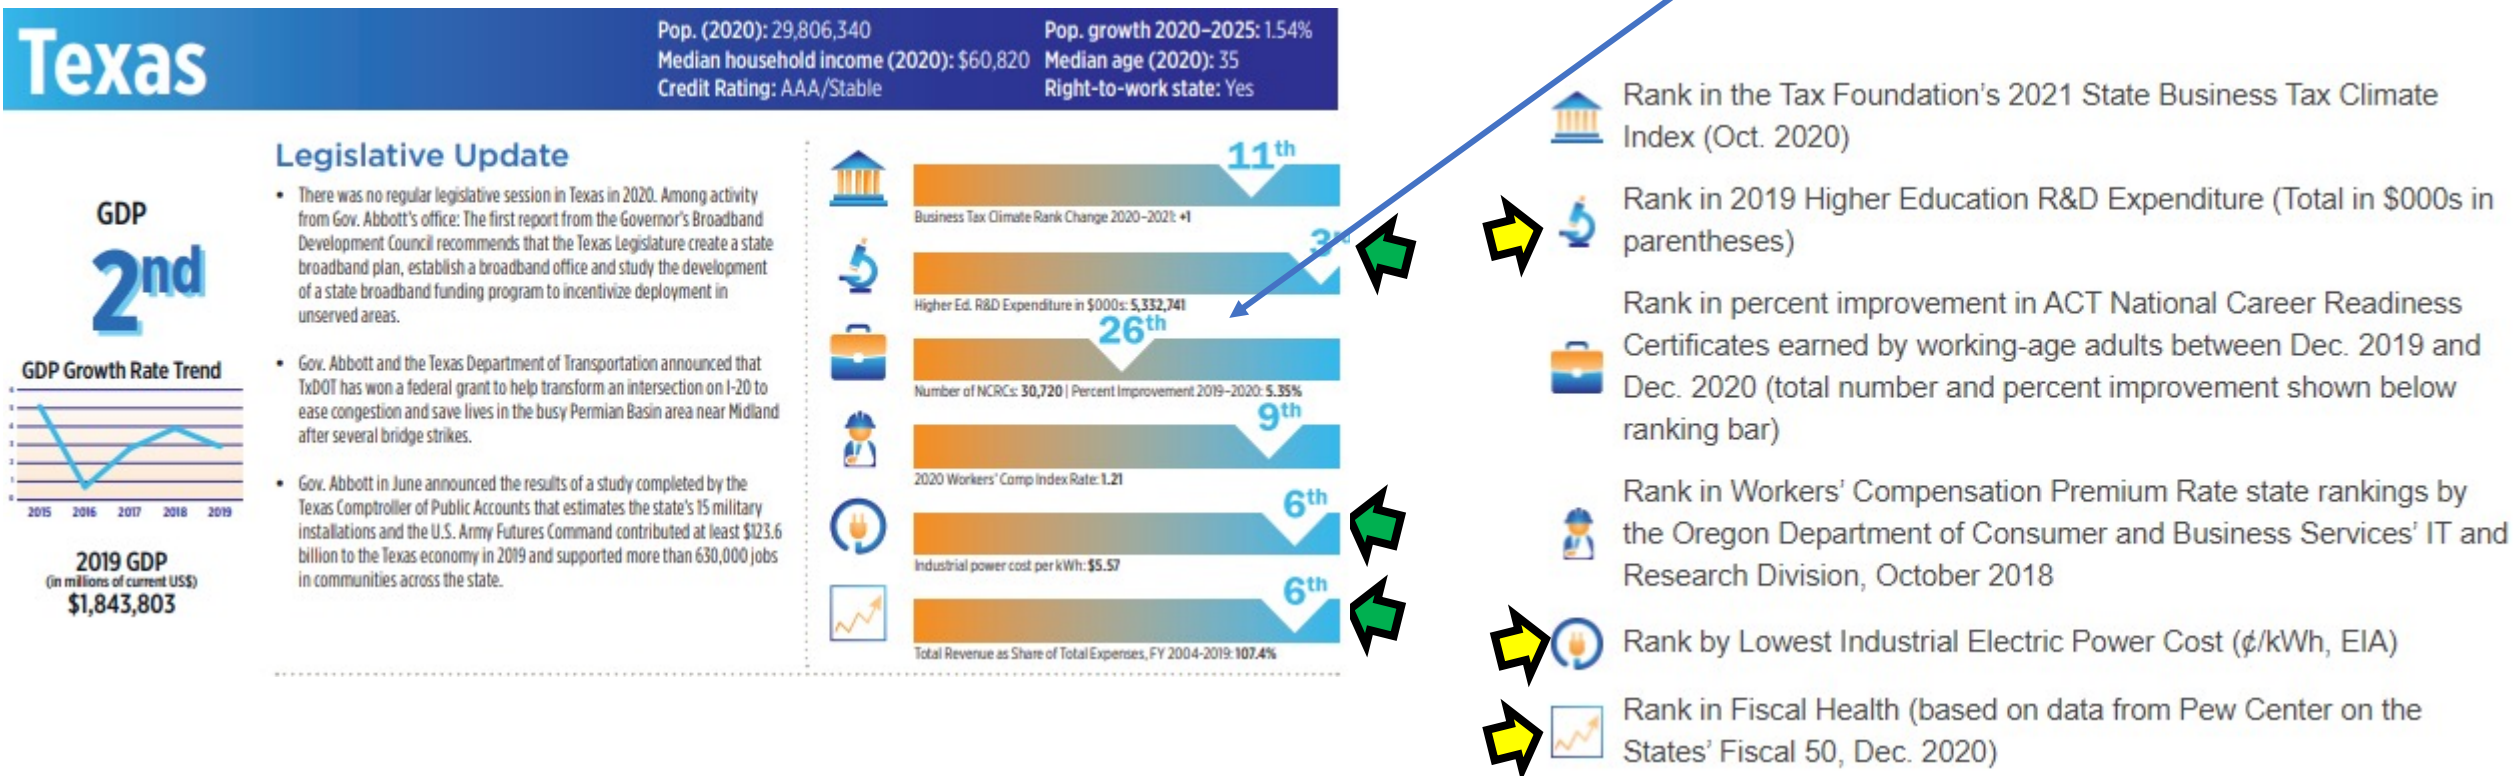 Texas
Pop. (2020): 29,806,340
Median household income (2020): $60,820
Credit Rating: AAA/Stable
Pop. growth 2020–2025: 1.54%
Median age (2020): 35
Right-to-work state: Yes
GDP
2nd
GDP Growth Rate Trend
6
5
4
3
2
1
0
2015 2016 2017 2018 2019
2019 GDP
(in millions of current US$)
$1,843,803
Legislative Update
• There was no regular legislative session in Texas in 2020. Among activity
from Gov. Abbott's office: The first report from the Governor's Broadband
Development Council recommends that the Texas Legislature create a state
broadband plan, establish a broadband office and study the development
of a state broadband funding program to incentivize deployment in
unserved areas.
• Gov. Abbott and the Texas Department of Transportation announced that
TxDOT has won a federal grant to help transform an intersection on I-20 to
ease congestion and save lives in the busy Permian Basin area near Midland
after several bridge strikes.
• Gov. Abbott in June announced the results of a study completed by the
Texas Comptroller of Public Accounts that estimates the state's 15 military
installations and the U.S. Army Futures Command contributed at least $123.6
billion to the Texas economy in 2019 and supported more than 630,000 jobs
in communities across the state.
11th
Business Tax Climate Rank Change 2020–2021: +1
3rd
Higher Ed. R&D Expenditure in $000s: 5,332,741
26th
Number of NCRCs: 30,720 | Percent Improvement 2019–2020: 5.35%
9th
2020 Workers' Comp Index Rate: 1.21
6th
Industrial power cost per kWh: $5.57
6th
Total Revenue as Share of Total Expenses, FY 2004-2019: 107.4%
Rank in the Tax Foundation's 2021 State Business Tax Climate
Index (Oct. 2020)
Rank in 2019 Higher Education R&D Expenditure (Total in $000s in
parentheses)
Rank in percent improvement in ACT National Career Readiness
Certificates earned by working-age adults between Dec. 2019 and
Dec. 2020 (total number and percent improvement shown below
ranking bar)
Rank in Workers' Compensation Premium Rate state rankings by
the Oregon Department of Consumer and Business Services' IT and
Research Division, October 2018
Rank by Lowest Industrial Electric Power Cost (¢/kWh, EIA)
Rank in Fiscal Health (based on data from Pew Center on the
States' Fiscal 50, Dec. 2020)